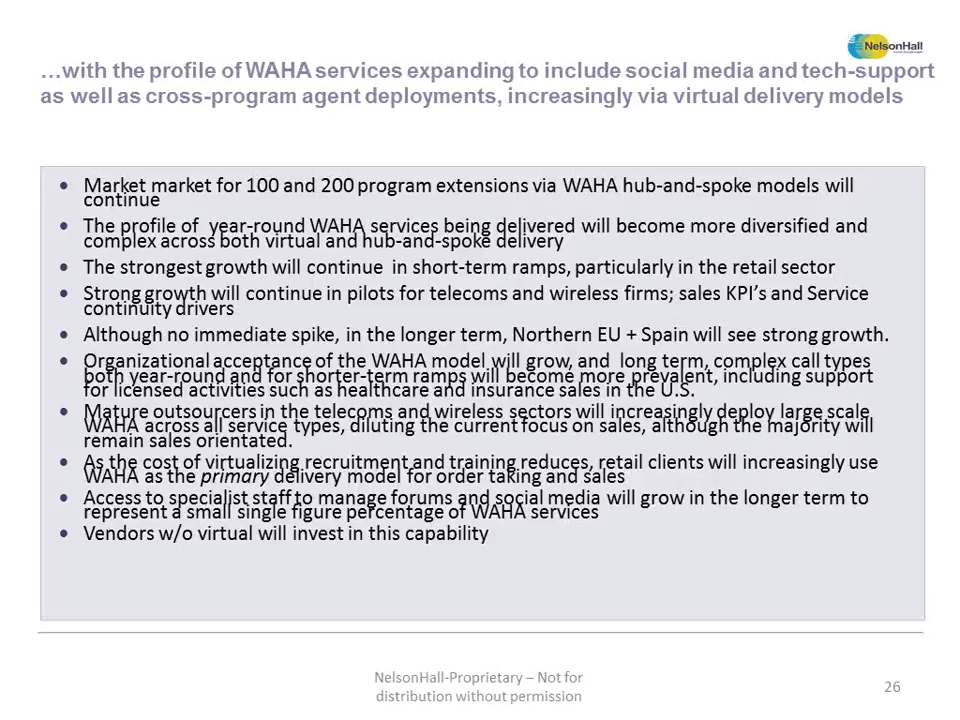 NelsonHall
…with the profile of WAHA services expanding to include social media and tech-support
as well as cross-program agent deployments, increasingly via virtual delivery models
• Market market for 100 and 200 program extensions via WAHA hub-and-spoke models will
continue
• The profile of  year-round WAHA services being delivered will become more diversified and
complex across both virtual and hub-and-spoke delivery
• The strongest growth will continue  in short-term ramps, particularly in the retail sector
• Strong growth will continue in pilots for telecoms and wireless firms; sales KPI’s and Service
continuity drivers
• Although no immediate spike, in the longer term, Northern EU + Spain will see strong growth.
• Organizational acceptance of the WAHA model will grow, and  long term, complex call types
both year-round and for shorter-term ramps will become more prevalent, including support
for licensed activities such as healthcare and insurance sales in the U.S.
• Mature outsourcers in the telecoms and wireless sectors will increasingly deploy large scale
WAHA across all service types, diluting the current focus on sales, although the majority will
remain sales orientated.
• As the cost of virtualizing recruitment and training reduces, retail clients will increasingly use
WAHA as the primary delivery model for order taking and sales
• Access to specialist staff to manage forums and social media will grow in the longer term to
represent a small single figure percentage of WAHA services
• Vendors w/o virtual will invest in this capability
NelsonHall-Proprietary – Not for
distribution without permission
26